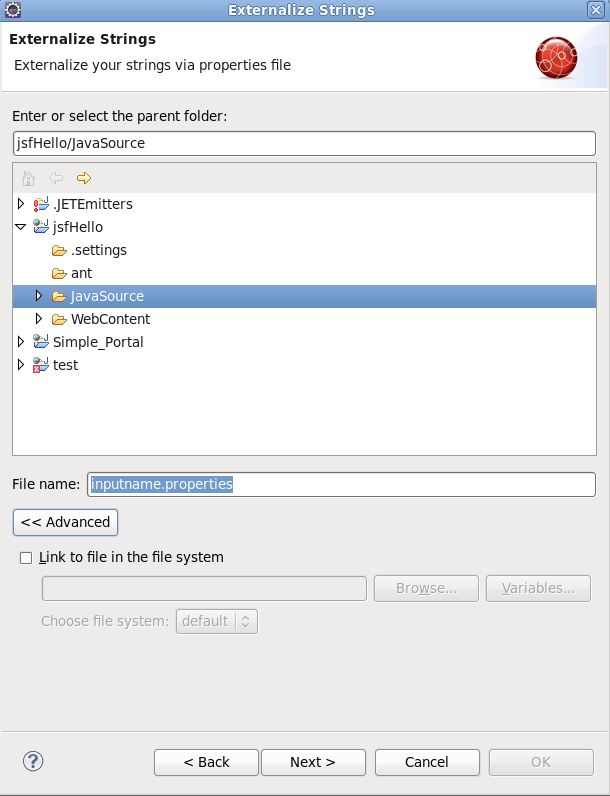 Externalize Strings
Externalize Strings
Externalize your strings via properties file
Enter or select the parent folder:
jsfHello/JavaSource
.JETEmitters
jsfHello
.settings
ant
JavaSource
WebContent
Simple_Portal
test
File name: inputname.properties
<< Advanced
Link to file in the file system
Browse... Variables...
Choose file system: default
? < Back Next > Cancel OK